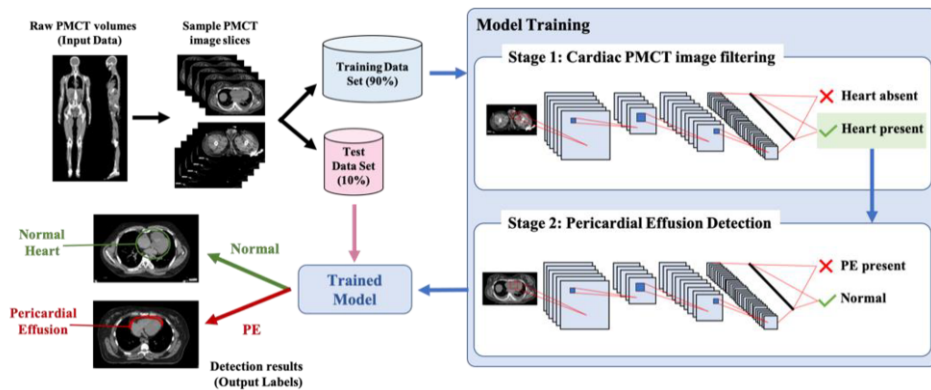 Raw PMCT volumes
(Input Data)
Sample PMCT
image slices
Training Data
Set (90%)
Test
Data Set
(10%)
Model Training
Stage 1: Cardiac PMCT image filtering
Heart absent
Heart present
Stage 2: Pericardial Effusion Detection
PE present
Normal
Trained
Model
Normal
PE
Normal
Heart
Pericardial
Effusion
Detection results
(Output Labels)